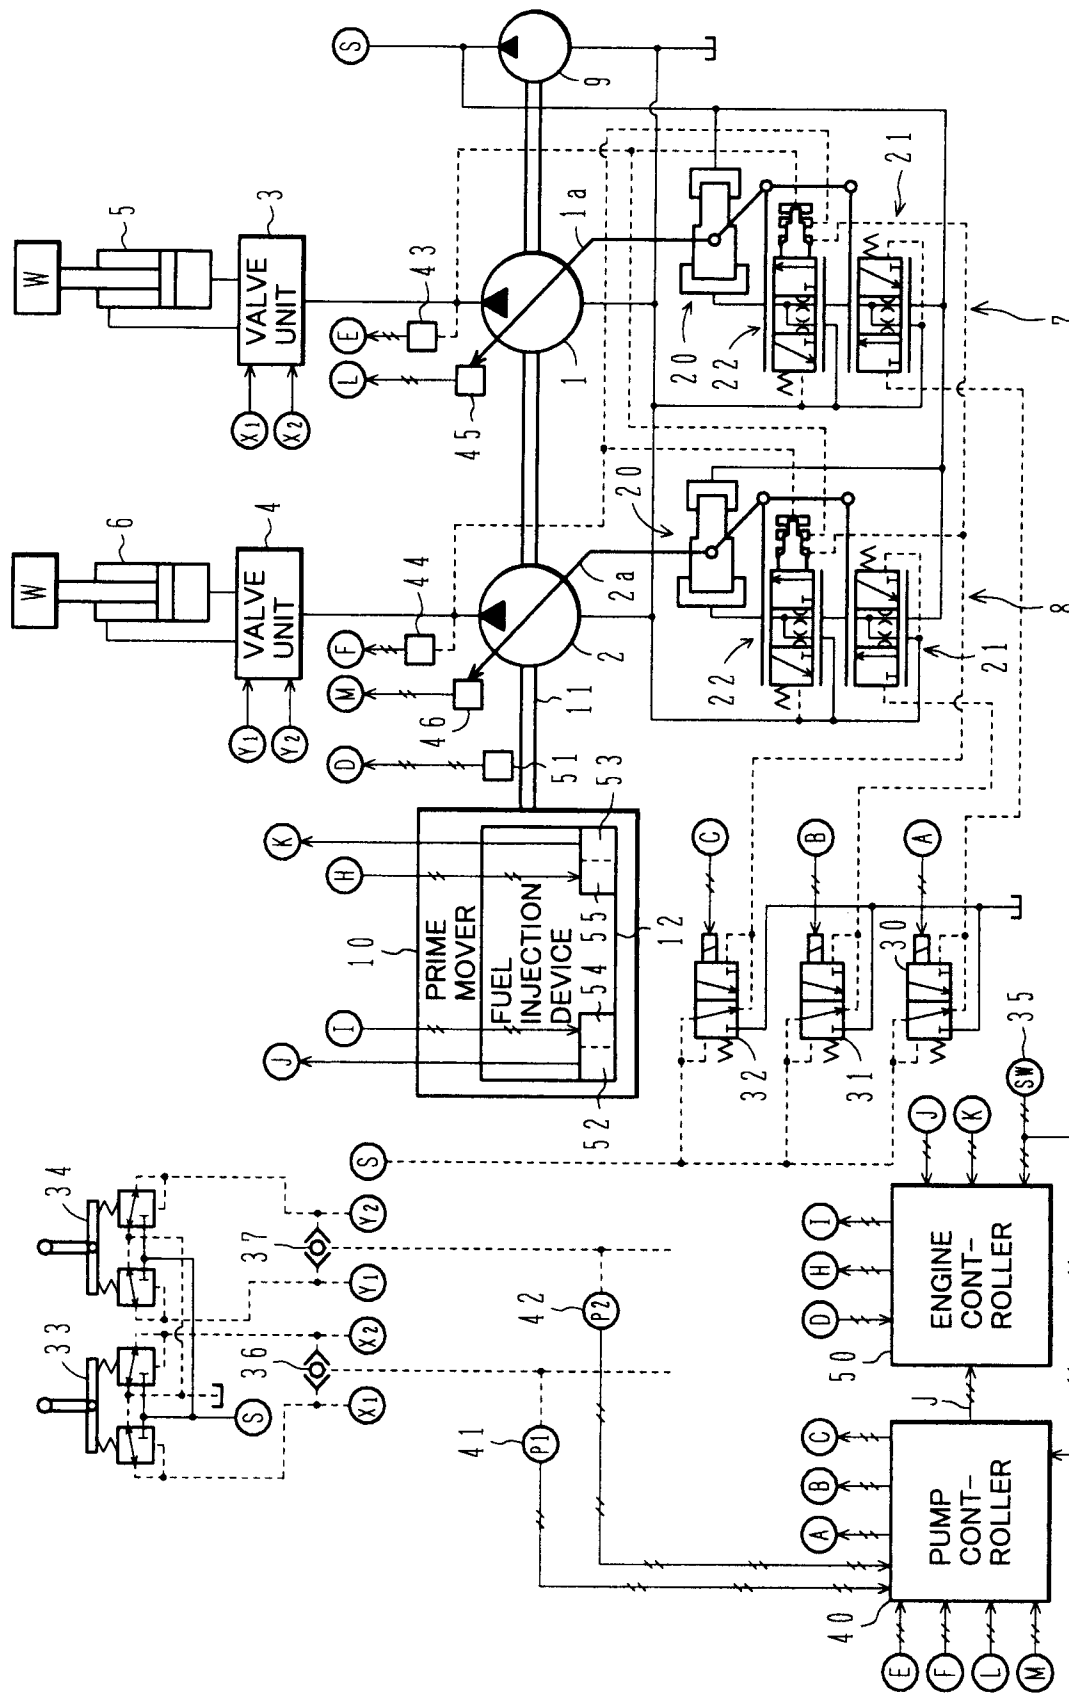 W
5
3
VALVE
UNIT
X1
X2
E
43
L
45
1
1a
S
9
20
22
21
7
W
6
4
VALVE
UNIT
Y1
Y2
F
44
M
46
2
2a
11
20
22
21
8
D
51
K
H
J
I
10
PRIME
MOVER
FUEL
INJECTION
DEVICE
53
55
54
52
12
C
B
A
32
31
30
33
34
S
X1
X2
Y1
Y2
S
36
37
41
P1
42
P2
SW
35
J
K
I
H
D
50
ENGINE
CONT-
ROLLER
J
C
B
A
40
PUMP
CONT-
ROLLER
E
F
L
M